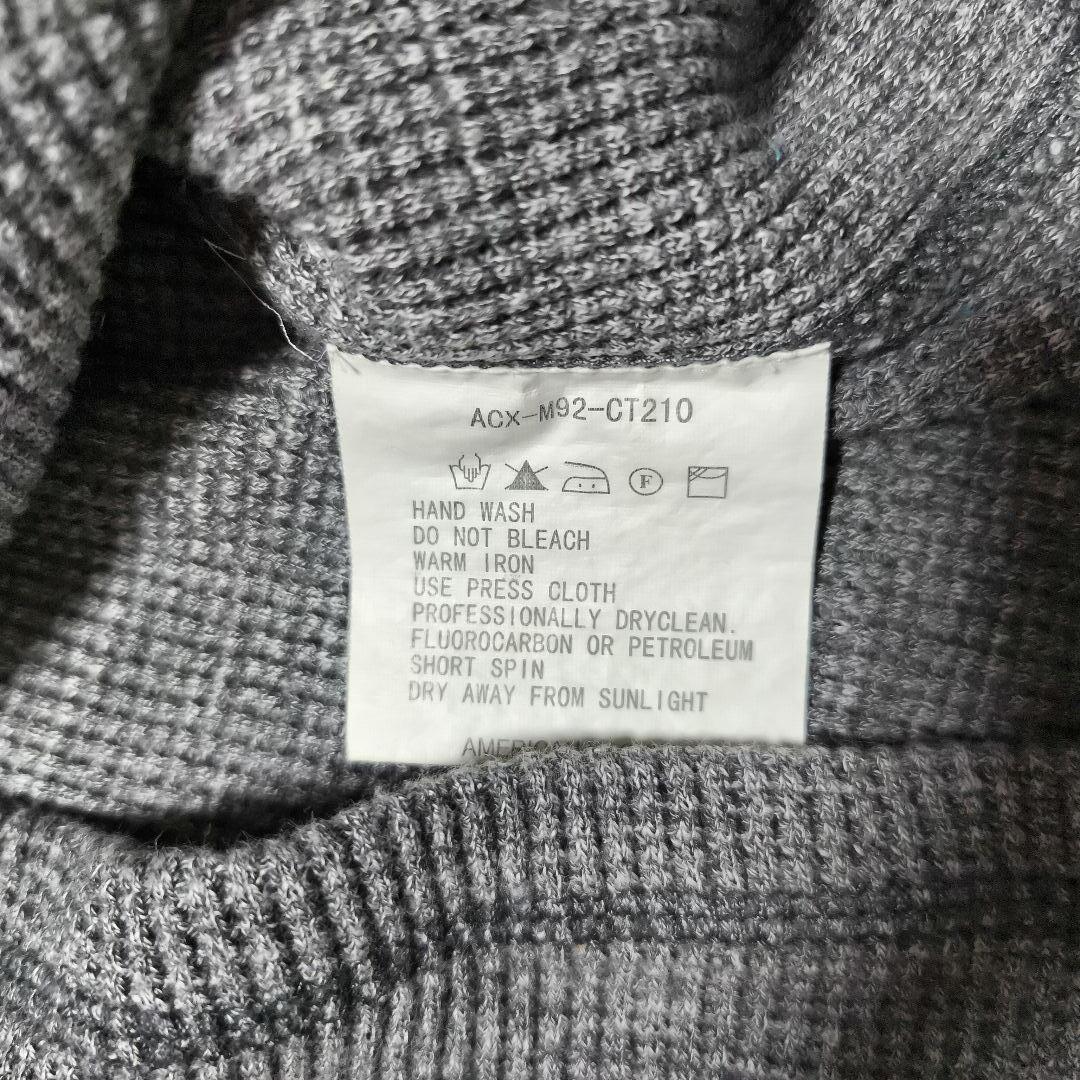 ACX-M92-CT210
F
HAND WASH
DO NOT BLEACH
WARM IRON
USE PRESS CLOTH
PROFESSIONALLY DRYCLEAN.
FLUOROCARBON OR PETROLEUM
SHORT SPIN
DRY AWAY FROM SUNLIGHT